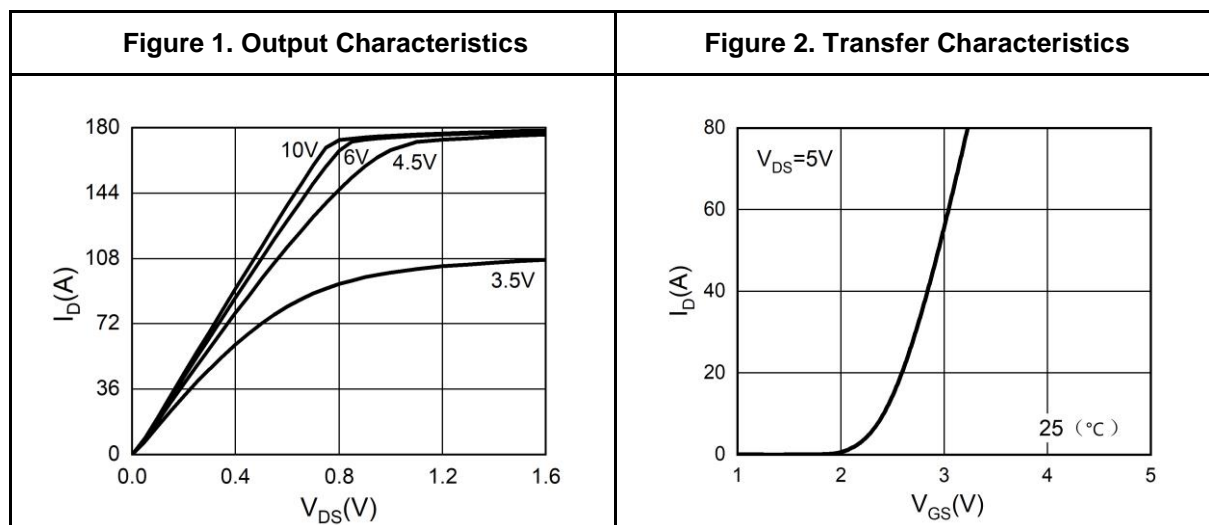 Figure 1. Output Characteristics
180
144
108
72
36
0
I_D(A)
10V
6V
4.5V
3.5V
0.0 0.4 0.8 1.2 1.6
V_DS(V)
Figure 2. Transfer Characteristics
80
60
40
20
0
I_D(A)
V_DS=5V
25（℃）
1 2 3 4 5
V_GS(V)